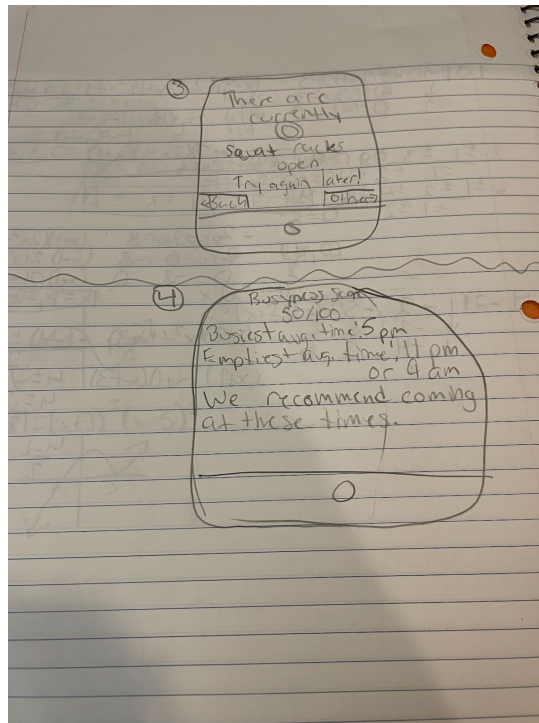 3
There are
currently
0
squat racks
open
Try again later!
<Back Other>
4
Busyness Score
50/100
Busiest avg. time: 5 pm
Emptiest avg. time: 11 pm
or 9 am
We recommend coming
at these times.